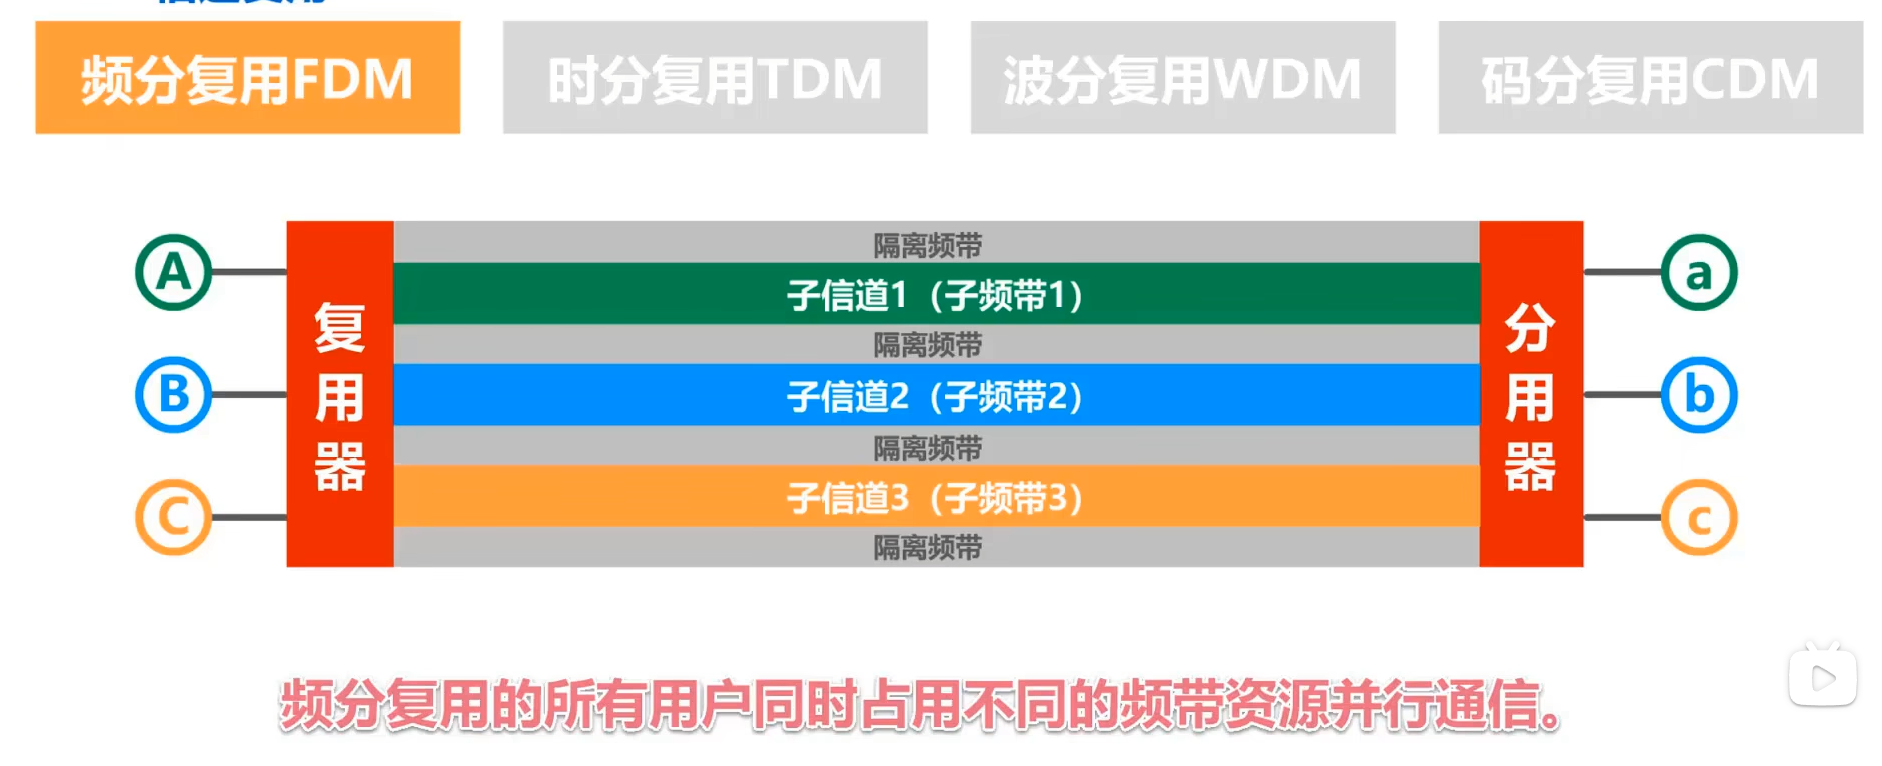 频分复用FDM
时分复用TDM
波分复用WDM
码分复用CDM
隔离频带
A
子信道1（子频带1）
a
隔离频带
复用器
分用器
B
子信道2（子频带2）
b
隔离频带
C
子信道3（子频带3）
c
隔离频带
频分复用的所有用户同时占用不同的频带资源并行通信。